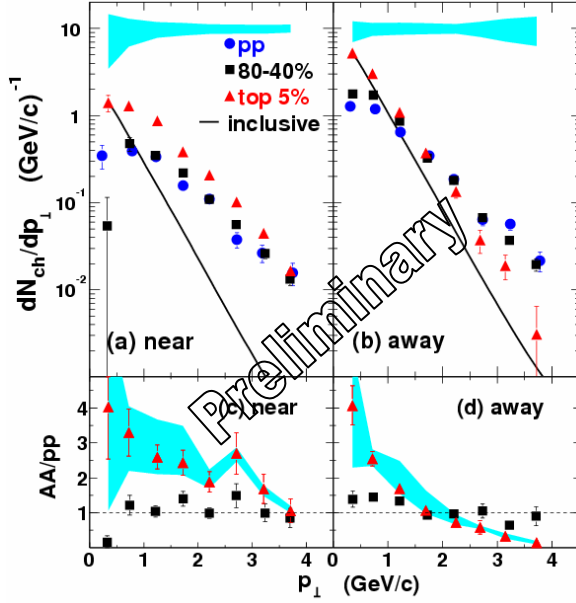 10
pp
80-40%
top 5%
inclusive
1
10⁻¹
10⁻²
dN_ch/dp_⊥ (GeV/c)⁻¹
(a) near
(b) away
Preliminary
(c) near
(d) away
4
3
2
1
0
AA/pp
0 1 2 3 4
0 1 2 3 4
p_⊥ (GeV/c)